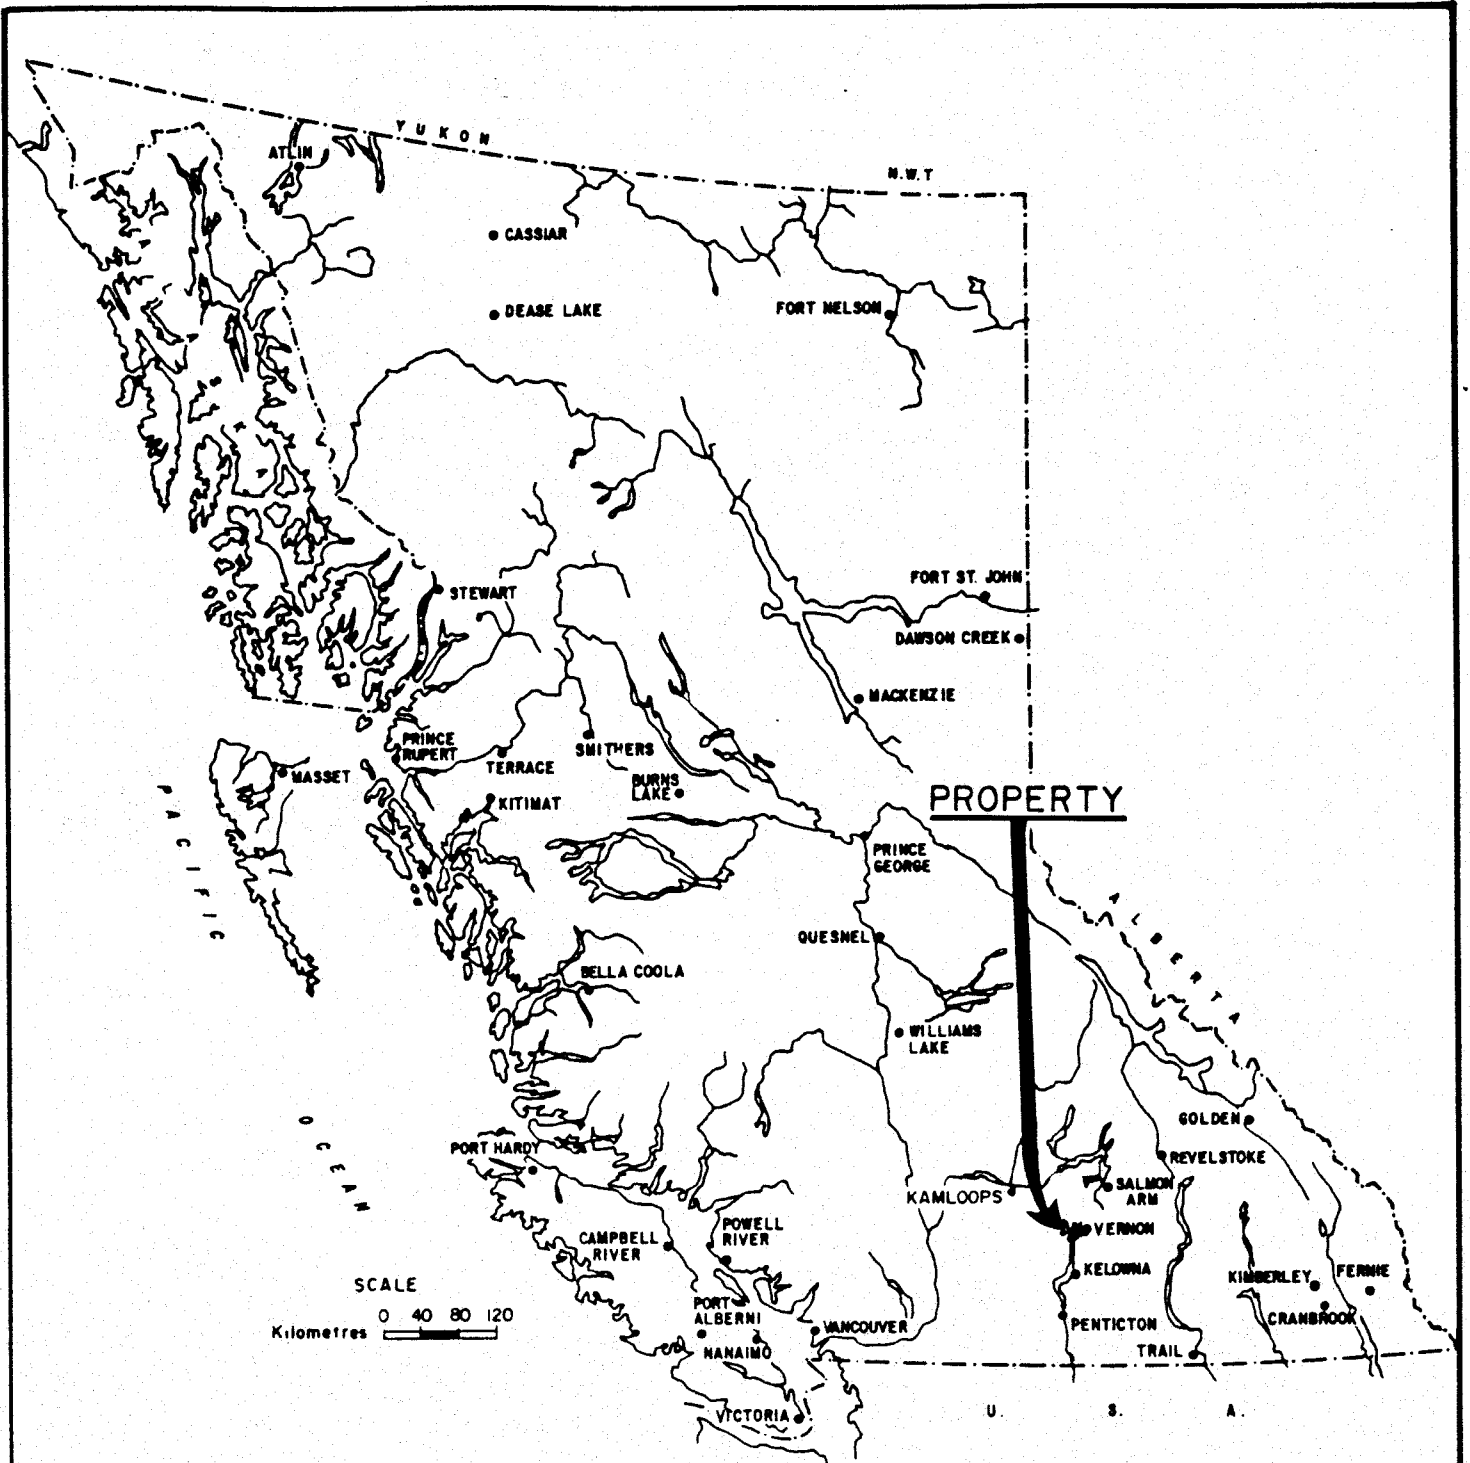 YUKON
N.W.T
ATLIN
CASSIAR
DEASE LAKE
FORT NELSON
FORT ST. JOHN
STEWART
DAWSON CREEK
MACKENZIE
PRINCE
RUPERT
SMITHERS
TERRACE
MASSET
BURNS
LAKE
KITIMAT
PROPERTY
PRINCE
GEORGE
PACIFIC
ALBERTA
QUESNEL
BELLA COOLA
WILLIAMS
LAKE
OCEAN
GOLDEN
PORT HARDY
REVELSTOKE
SALMON
ARM
KAMLOOPS
POWELL
RIVER
VERNON
CAMPBELL
RIVER
KELOWNA
KIMBERLEY
FERNIE
SCALE
PORT
ALBERNI
0 40 80 120
Kilometres
CRANBROOK
PENTICTON
VANCOUVER
NANAIMO
TRAIL
VICTORIA
U. S. A.